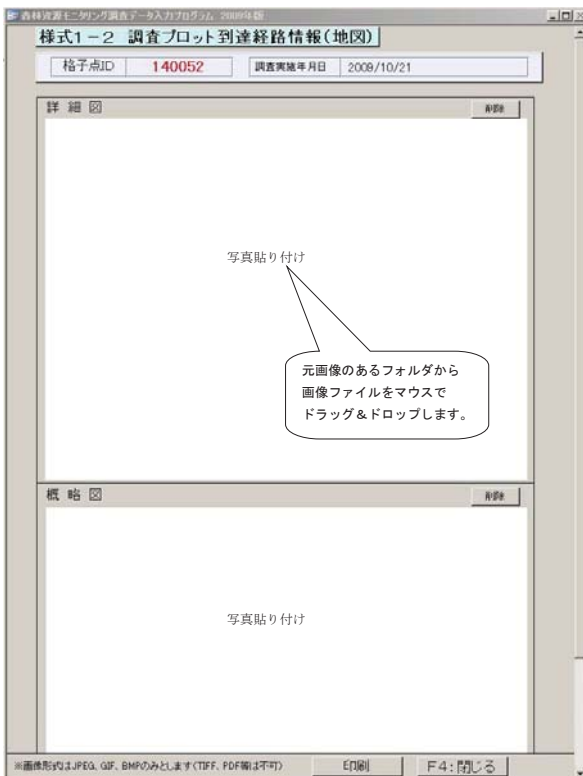 森林資源モニタリング調査データ入力プログラム 2009年版
様式1-2 調査プロット到達経路情報(地図)
格子点ID 140052 調査実施年月日 2009/10/21
詳細図 削除
写真貼り付け
元画像のあるフォルダから
画像ファイルをマウスで
ドラッグ&ドロップします。
概略図 削除
写真貼り付け
※画像形式はJPEG、GIF、BMPのみとします(TIFF、PDF等は不可) 印刷 F4:閉じる